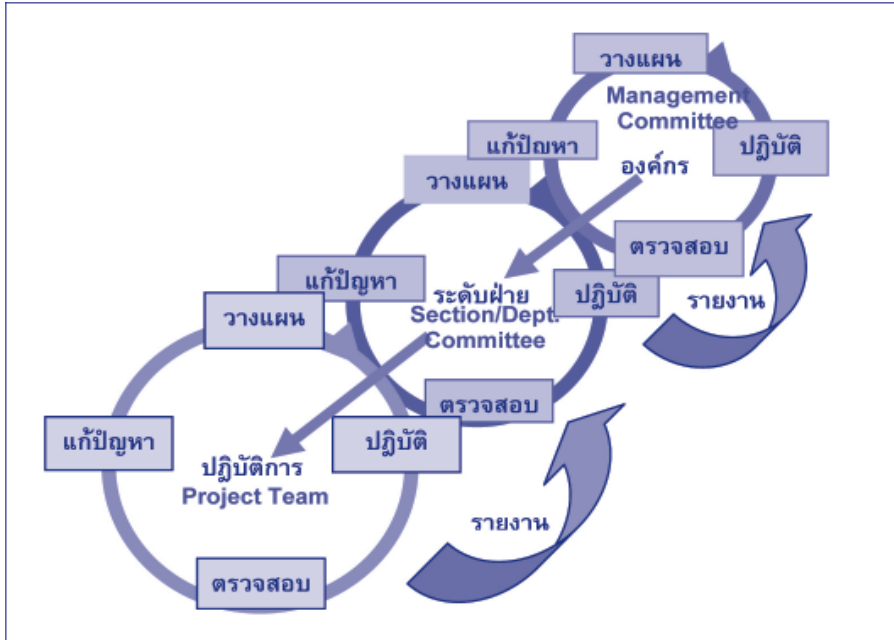 วางแผน
Management
Committee
แก้ปัญหา
ปฎิบัติ
องค์กร
ตรวจสอบ
รายงาน
วางแผน
แก้ปัญหา
ระดับฝ่าย
Section/Dept.
Committee
ปฎิบัติ
ตรวจสอบ
รายงาน
วางแผน
แก้ปัญหา
ปฎิบัติ
ปฎิบัติการ
Project Team
ตรวจสอบ